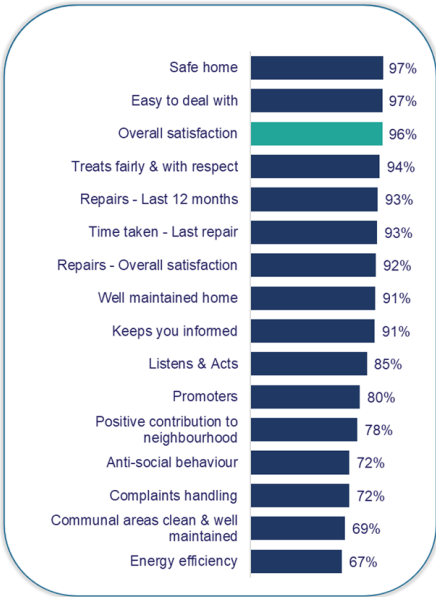 Safe home 97%
Easy to deal with 97%
Overall satisfaction 96%
Treats fairly & with respect 94%
Repairs - Last 12 months 93%
Time taken - Last repair 93%
Repairs - Overall satisfaction 92%
Well maintained home 91%
Keeps you informed 91%
Listens & Acts 85%
Promoters 80%
Positive contribution to
neighbourhood 78%
Anti-social behaviour 72%
Complaints handling 72%
Communal areas clean & well
maintained 69%
Energy efficiency 67%